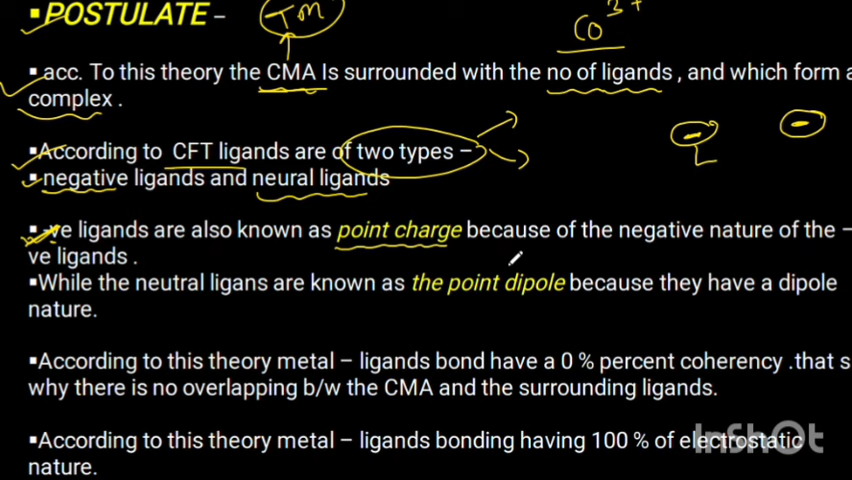 ▪POSTULATE –
TM
Co³⁺
▪ acc. To this theory the CMA Is surrounded with the no of ligands , and which form a
complex .
▪According to CFT ligands are of two types –
L
▪ negative ligands and neural ligands
▪ -ve ligands are also known as point charge because of the negative nature of the –
ve ligands .
▪While the neutral ligans are known as the point dipole because they have a dipole
nature.
▪According to this theory metal – ligands bond have a 0 % percent coherency .that s
why there is no overlapping b/w the CMA and the surrounding ligands.
▪According to this theory metal – ligands bonding having 100 % of electrostatic
nature.
InShOt